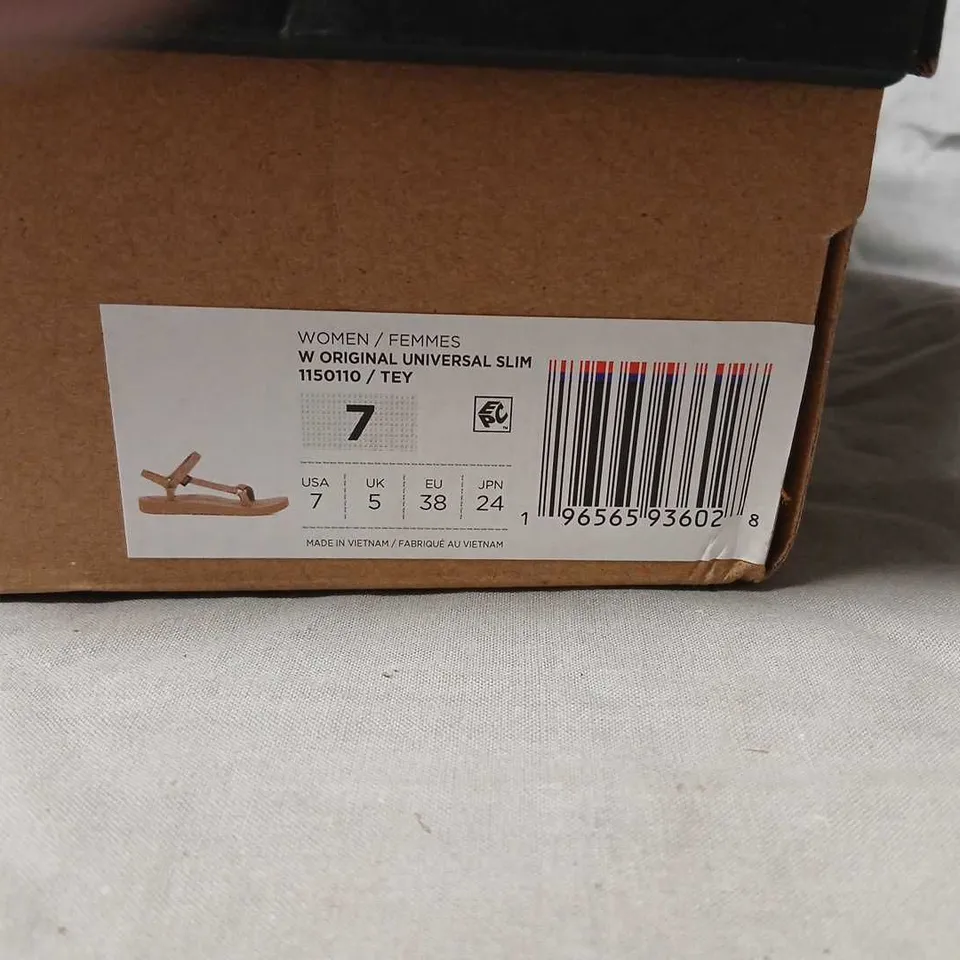 WOMEN / FEMMES
W ORIGINAL UNIVERSAL SLIM
1150110 / TEY
7
EPC™
USA UK EU JPN
7 5 38 24
MADE IN VIETNAM / FABRIQUÉ AU VIETNAM
1 96565 93602 8